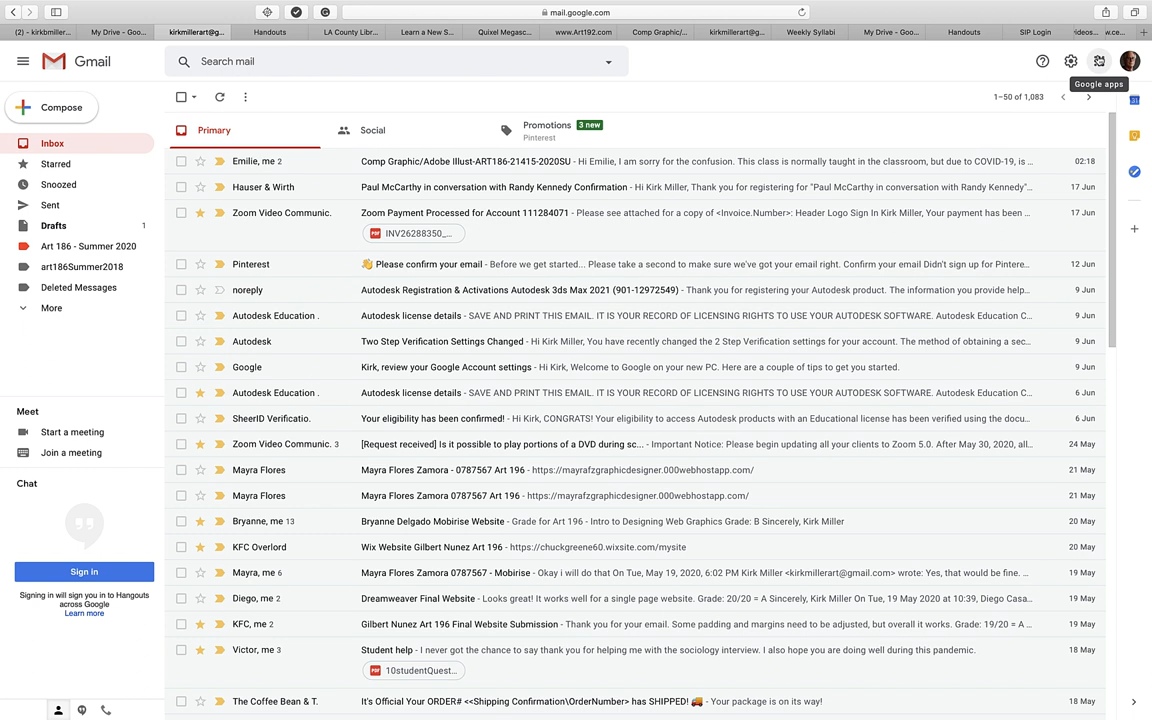 mail.google.com
(2) - kirkbmiller...
My Drive - Goo...
kirkmillerart@g...
Handouts
LA County Libr...
Learn a New S...
Quixel Megasc...
www.Art192.com
Comp Graphic/...
kirkmillerart@g...
Weekly Syllabi
My Drive - Goo...
Handouts
SIP Login
Gmail
Search mail
Google apps
Compose
1–50 of 1,083
Primary
Social
Promotions 3 new
Pinterest
Inbox
Starred
Snoozed
Sent
Drafts 1
Art 186 - Summer 2020
art186Summer2018
Deleted Messages
More
Emilie, me 2 Comp Graphic/Adobe Illust-ART186-21415-2020SU - Hi Emilie, I am sorry for the confusion. This class is normally taught in the classroom, but due to COVID-19, is ... 02:18
Hauser & Wirth Paul McCarthy in conversation with Randy Kennedy Confirmation - Hi Kirk Miller, Thank you for registering for "Paul McCarthy in conversation with Randy Kennedy"... 17 Jun
Zoom Video Communic. Zoom Payment Processed for Account 111284071 - Please see attached for a copy of <Invoice.Number>: Header Logo Sign In Kirk Miller, Your payment has been ... 17 Jun
PDF INV26288350_...
Pinterest 👋 Please confirm your email - Before we get started... Please take a second to make sure we've got your email right. Confirm your email Didn't sign up for Pintere... 12 Jun
noreply Autodesk Registration & Activations Autodesk 3ds Max 2021 (901-12972549) - Thank you for registering your Autodesk product. The information you provide help... 9 Jun
Autodesk Education . Autodesk license details - SAVE AND PRINT THIS EMAIL. IT IS YOUR RECORD OF LICENSING RIGHTS TO USE YOUR AUTODESK SOFTWARE. Autodesk Education C... 9 Jun
Autodesk Two Step Verification Settings Changed - Hi Kirk Miller, You have recently changed the 2 Step Verification settings for your account. The method of obtaining a sec... 9 Jun
Google Kirk, review your Google Account settings - Hi Kirk, Welcome to Google on your new PC. Here are a couple of tips to get you started. 9 Jun
Autodesk Education . Autodesk license details - SAVE AND PRINT THIS EMAIL. IT IS YOUR RECORD OF LICENSING RIGHTS TO USE YOUR AUTODESK SOFTWARE. Autodesk Education C... 6 Jun
SheerID Verificatio. Your eligibility has been confirmed! - Hi Kirk, CONGRATS! Your eligibility to access Autodesk products with an Educational license has been verified using the docu... 6 Jun
Zoom Video Communic. 3 [Request received] Is it possible to play portions of a DVD during sc... - Important Notice: Please begin updating all your clients to Zoom 5.0. After May 30, 2020, all... 24 May
Mayra Flores Mayra Flores Zamora - 0787567 Art 196 - https://mayrafzgraphicdesigner.000webhostapp.com/ 21 May
Mayra Flores Mayra Flores Zamora 0787567 Art 196 - https://mayrafzgraphicdesigner.000webhostapp.com/ 21 May
Bryanne, me 13 Bryanne Delgado Mobirise Website - Grade for Art 196 - Intro to Designing Web Graphics Grade: B Sincerely, Kirk Miller 20 May
KFC Overlord Wix Website Gilbert Nunez Art 196 - https://chuckgreene60.wixsite.com/mysite 20 May
Mayra, me 6 Mayra Flores Zamora 0787567 - Mobirise - Okay i will do that On Tue, May 19, 2020, 6:02 PM Kirk Miller <kirkmillerart@gmail.com> wrote: Yes, that would be fine. ... 19 May
Diego, me 2 Dreamweaver Final Website - Looks great! It works well for a single page website. Grade: 20/20 = A Sincerely, Kirk Miller On Tue, 19 May 2020 at 10:39, Diego Casa... 19 May
KFC, me 2 Gilbert Nunez Art 196 Final Website Submission - Thank you for your email. Some padding and margins need to be adjusted, but overall it works. Grade: 19/20 = A ... 19 May
Victor, me 3 Student help - I never got the chance to say thank you for helping me with the sociology interview. I also hope you are doing well during this pandemic. 18 May
PDF 10studentQuest...
The Coffee Bean & T. It's Official Your ORDER# <<Shipping Confirmation\OrderNumber> has SHIPPED! 🚚 - Your package is on its way! 18 May
Meet
Start a meeting
Join a meeting
Chat
Sign in
Signing in will sign you in to Hangouts
across Google
Learn more